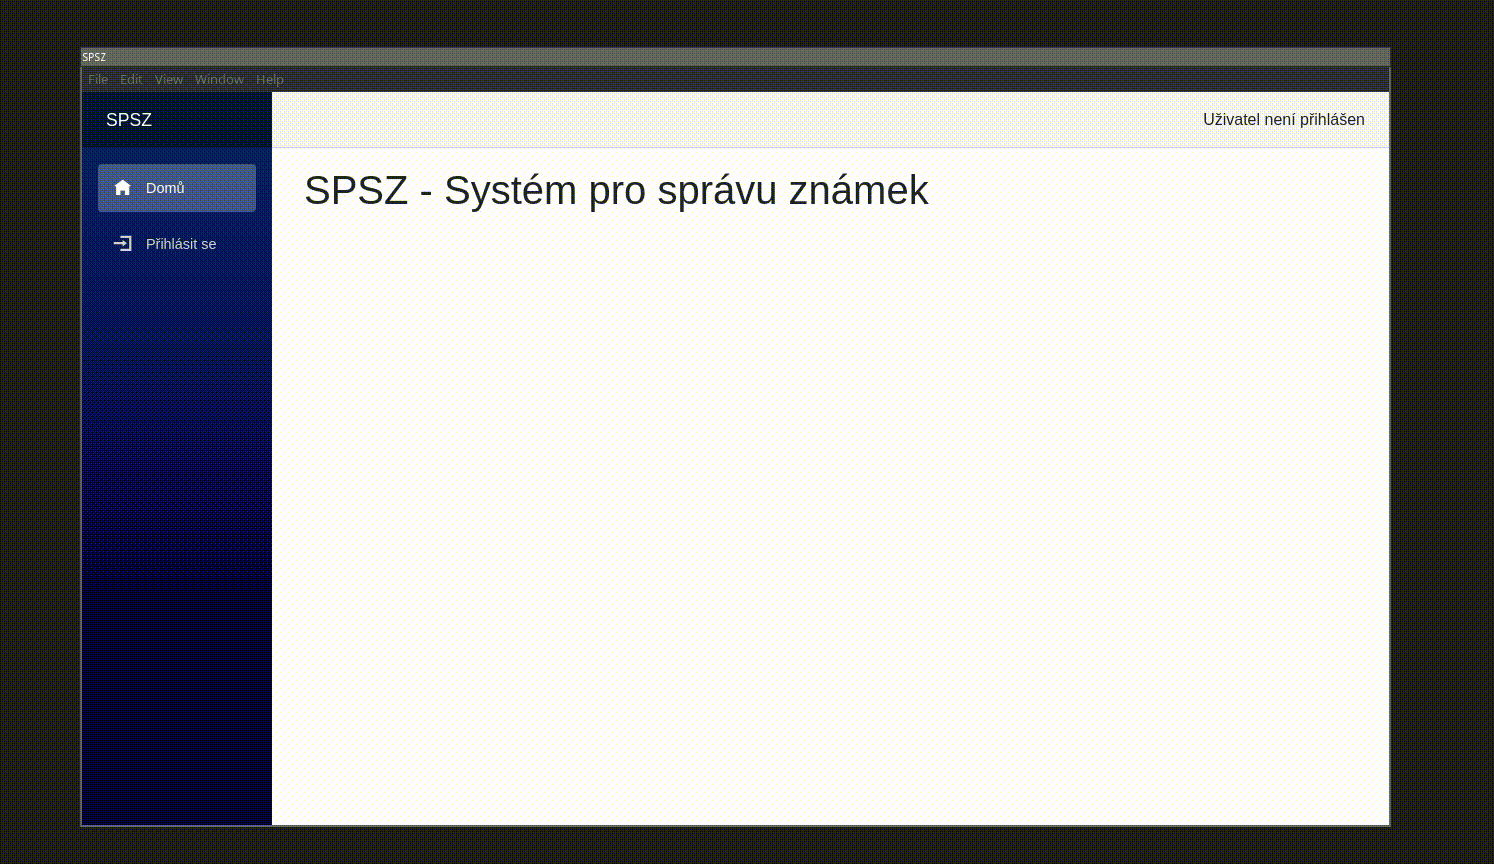 SPSZ
File Edit View Window Help
SPSZ
Uživatel není přihlášen
Domů
Přihlásit se
SPSZ - Systém pro správu známek